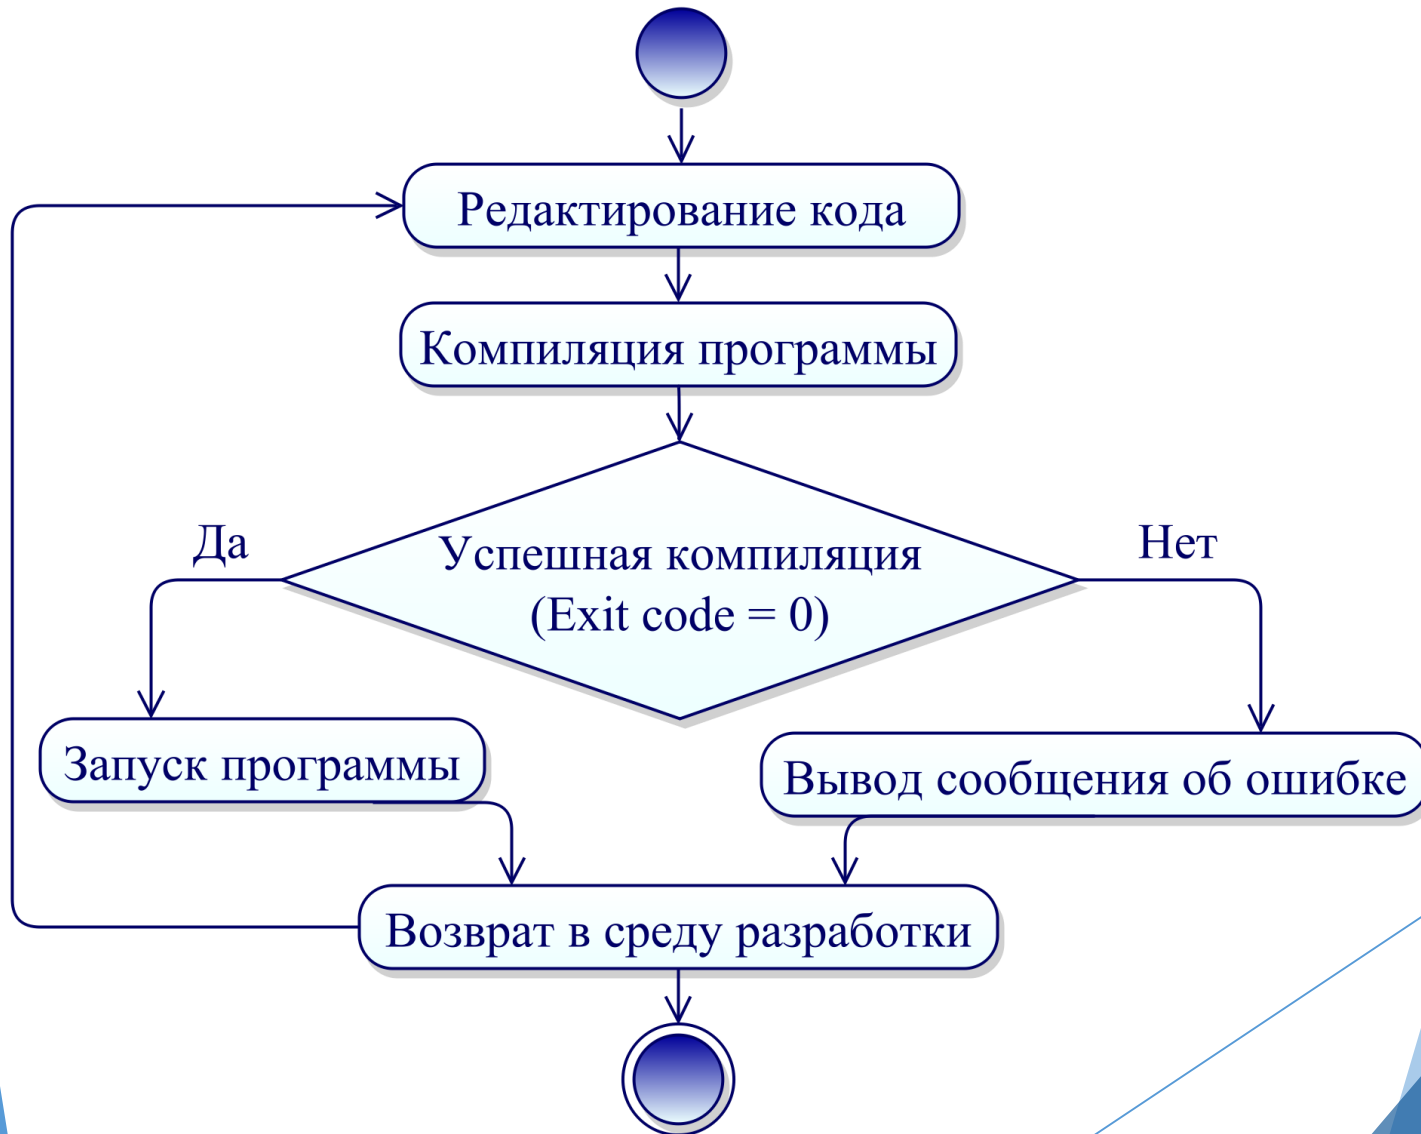 Редактирование кода
Компиляция программы
Да
Нет
Успешная компиляция
(Exit code = 0)
Запуск программы
Вывод сообщения об ошибке
Возврат в среду разработки